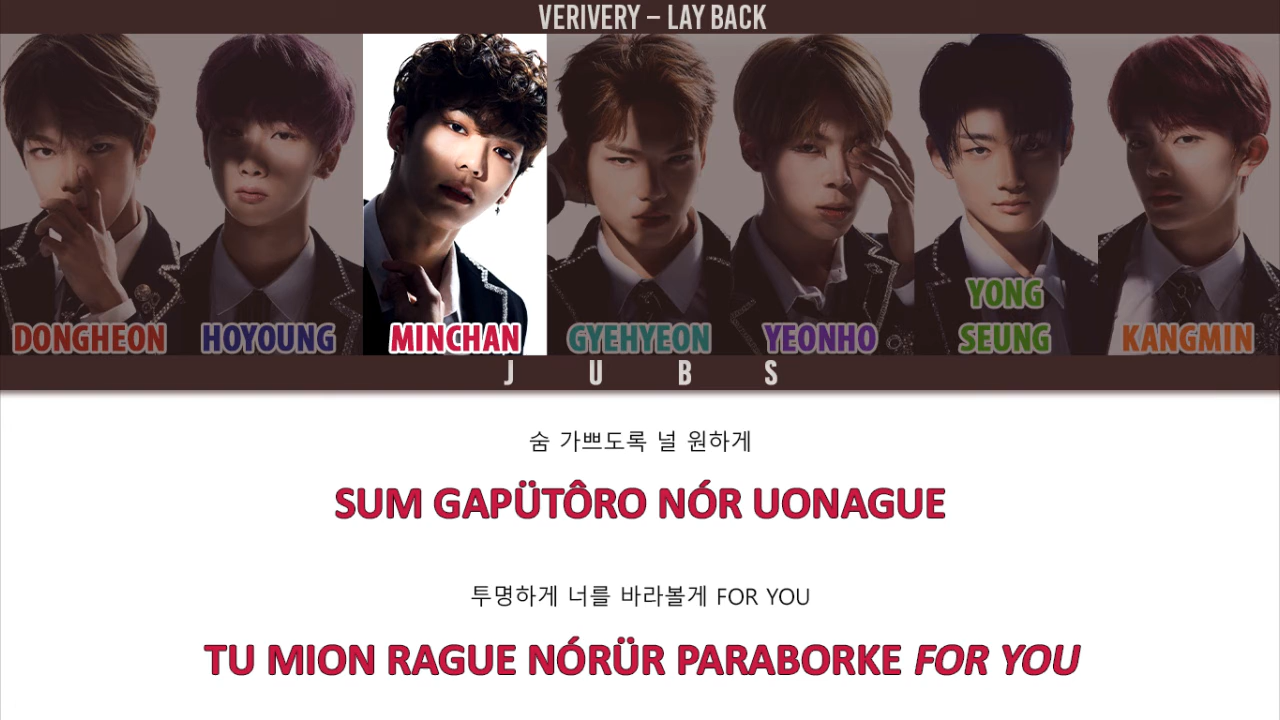 VERIVERY – LAY BACK
DONGHEON HOYOUNG MINCHAN GYEHYEON YEONHO YONG SEUNG KANGMIN
J U B S
숨 가쁘도록 널 원하게
SUM GAPÜTÔRO NÓR UONAGUE
투명하게 너를 바라볼게 FOR YOU
TU MION RAGUE NÓRÜR PARABORKE FOR YOU